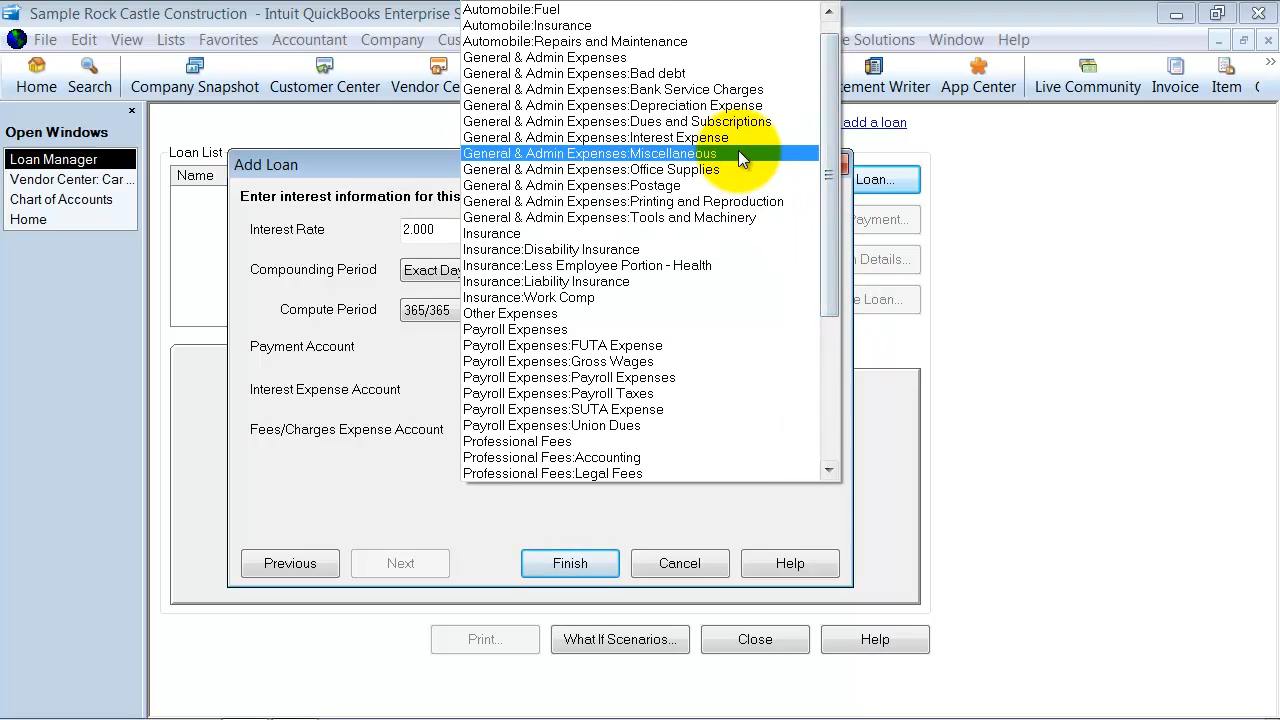 Sample Rock Castle Construction - Intuit QuickBooks Enterprise S
File Edit View Lists Favorites Accountant Company Cus e Solutions Window Help
Home Search Company Snapshot Customer Center Vendor Ce tement Writer App Center Live Community Invoice Item
Open Windows
Loan Manager
Vendor Center Ca
Chart of Accounts
Home
add a loan
Loan List
Name
Loan...
ayment...
n Details...
e Loan...
Add Loan
Enter interest information for this
Interest Rate 2.000
Compounding Period Exact Day
Compute Period 365/365
Payment Account
Interest Expense Account
Fees/Charges Expense Account
Automobile:Fuel
Automobile:Insurance
Automobile:Repairs and Maintenance
General & Admin Expenses
General & Admin Expenses:Bad debt
General & Admin Expenses:Bank Service Charges
General & Admin Expenses:Depreciation Expense
General & Admin Expenses:Dues and Subscriptions
General & Admin Expenses:Interest Expense
General & Admin Expenses:Miscellaneous
General & Admin Expenses:Office Supplies
General & Admin Expenses:Postage
General & Admin Expenses:Printing and Reproduction
General & Admin Expenses:Tools and Machinery
Insurance
Insurance:Disability Insurance
Insurance:Less Employee Portion - Health
Insurance:Liability Insurance
Insurance:Work Comp
Other Expenses
Payroll Expenses
Payroll Expenses:FUTA Expense
Payroll Expenses:Gross Wages
Payroll Expenses:Payroll Expenses
Payroll Expenses:Payroll Taxes
Payroll Expenses:SUTA Expense
Payroll Expenses:Union Dues
Professional Fees
Professional Fees:Accounting
Professional Fees:Legal Fees
Previous Next Finish Cancel Help
Print... What If Scenarios... Close Help